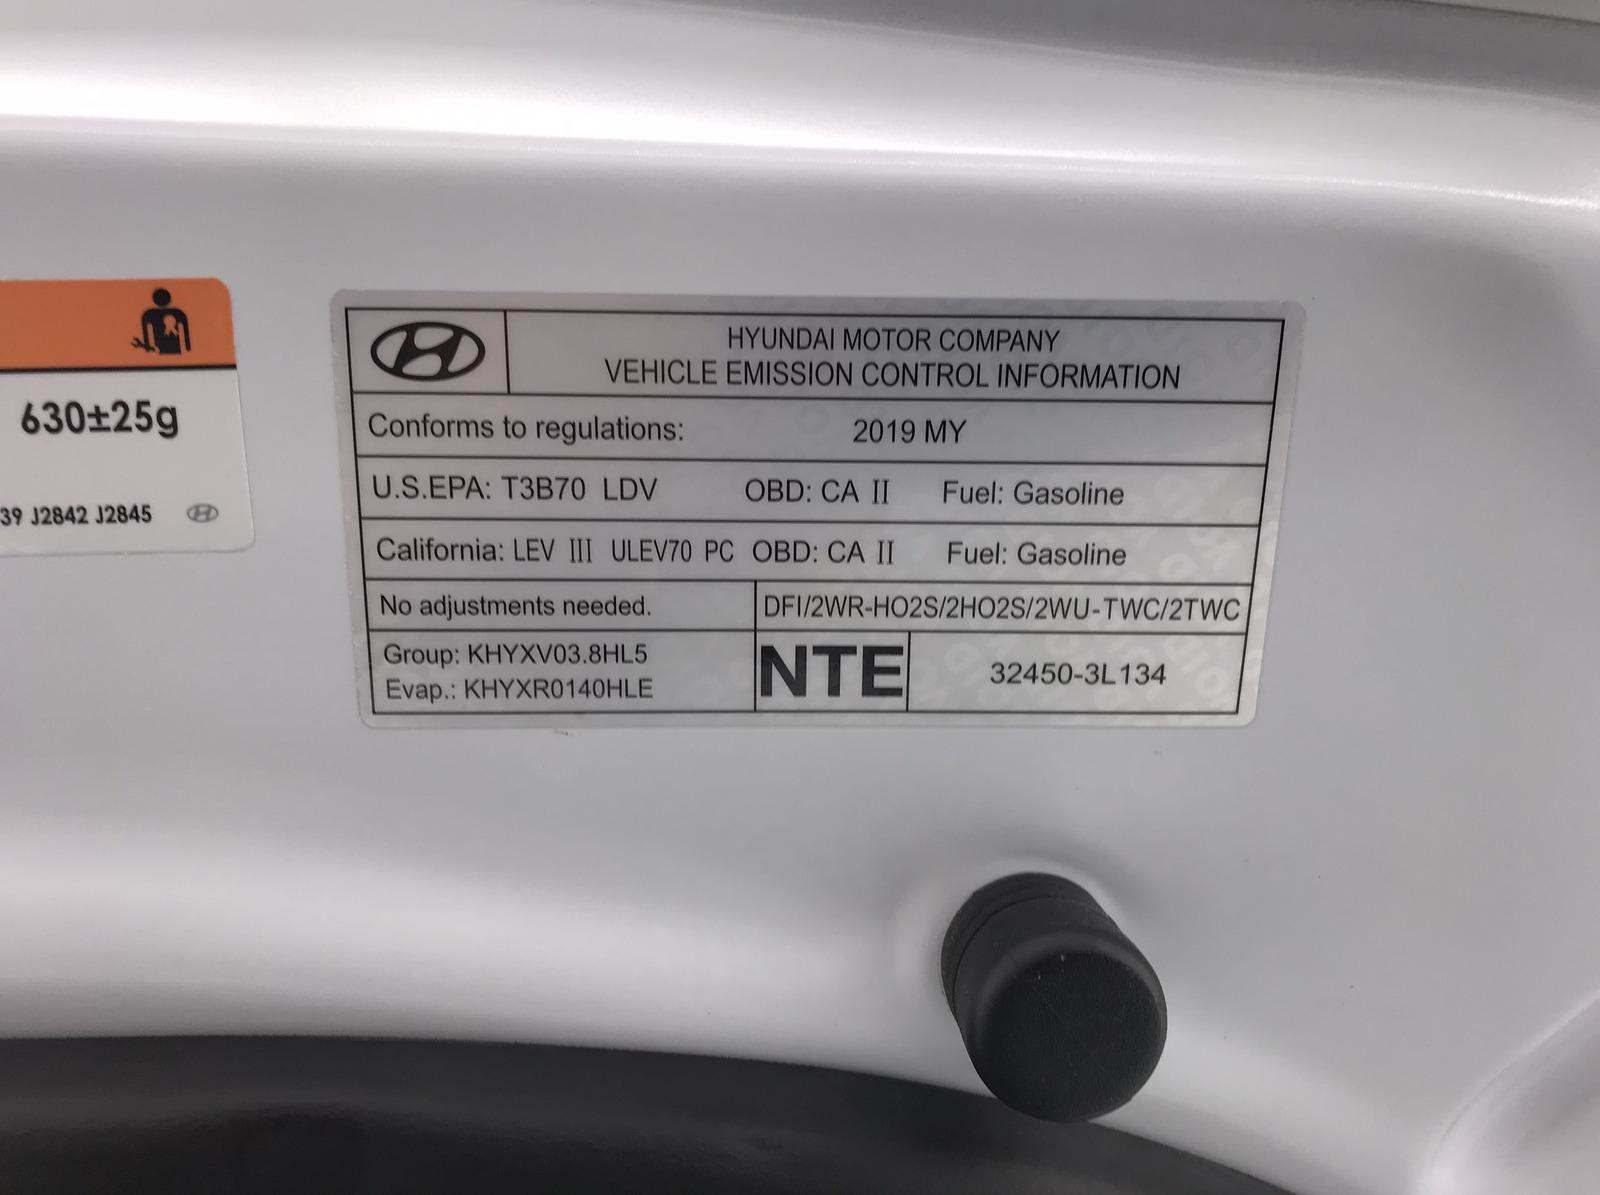 630±25g
39 J2842 J2845
HYUNDAI MOTOR COMPANY
VEHICLE EMISSION CONTROL INFORMATION
Conforms to regulations: 2019 MY
U.S.EPA: T3B70 LDV OBD: CA II Fuel: Gasoline
California: LEV III ULEV70 PC OBD: CA II Fuel: Gasoline
No adjustments needed. DFI/2WR-HO2S/2HO2S/2WU-TWC/2TWC
Group: KHYXV03.8HL5
Evap.: KHYXR0140HLE
NTE 32450-3L134